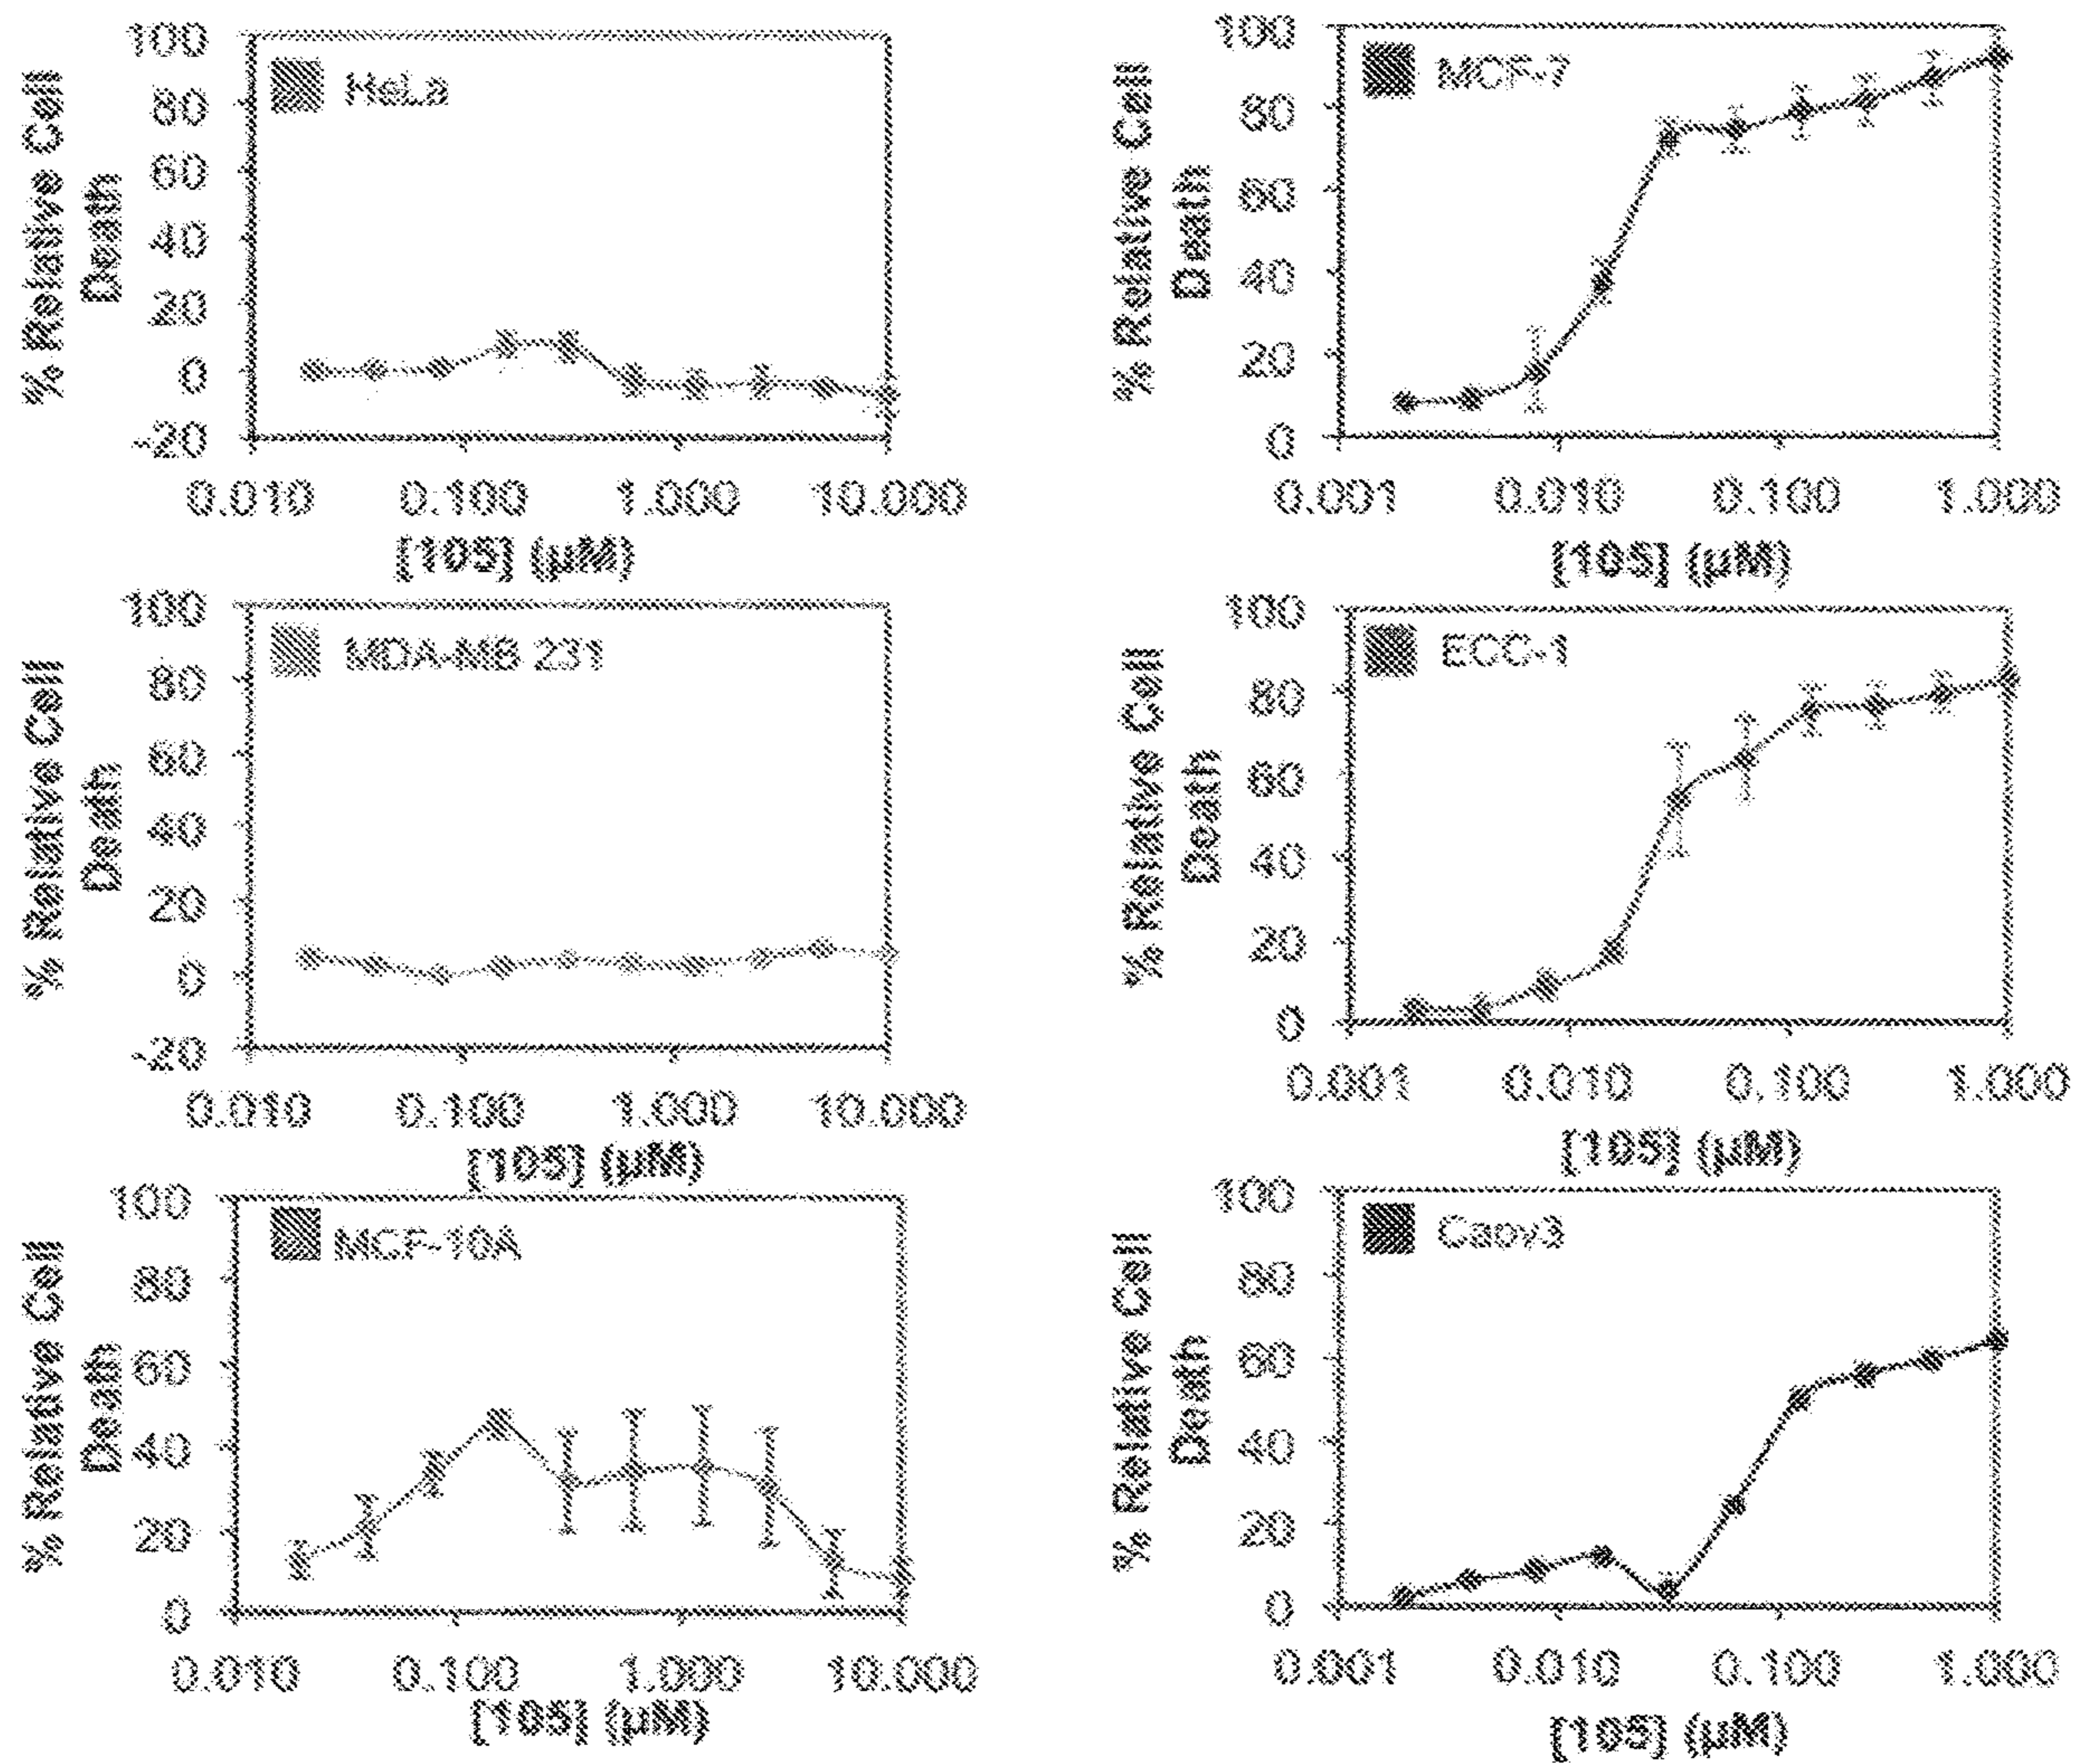 HeLa
% Relative Cell
Death
100
80
60
40
20
0
-20
0.010 0.100 1.000 10.000
[105] (µM)
MCF-7
% Relative Cell
Death
100
80
60
40
20
0
0.001 0.010 0.100 1.000
[105] (µM)
MDA-MB 231
% Relative Cell
Death
100
80
60
40
20
0
-20
0.010 0.100 1.000 10.000
[105] (µM)
ECC-1
% Relative Cell
Death
100
80
60
40
20
0
0.001 0.010 0.100 1.000
[105] (µM)
MCF-10A
% Relative Cell
Death
100
80
60
40
20
0
0.010 0.100 1.000 10.000
[105] (µM)
Caov3
% Relative Cell
Death
100
80
60
40
20
0
0.001 0.010 0.100 1.000
[105] (µM)